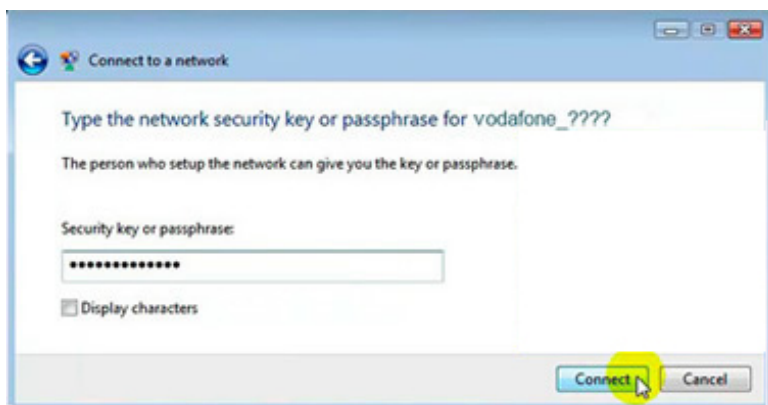 Connect to a network
Type the network security key or passphrase for vodafone_????
The person who setup the network can give you the key or passphrase.
Security key or passphrase:
•••••••••••••
Display characters
Connect Cancel